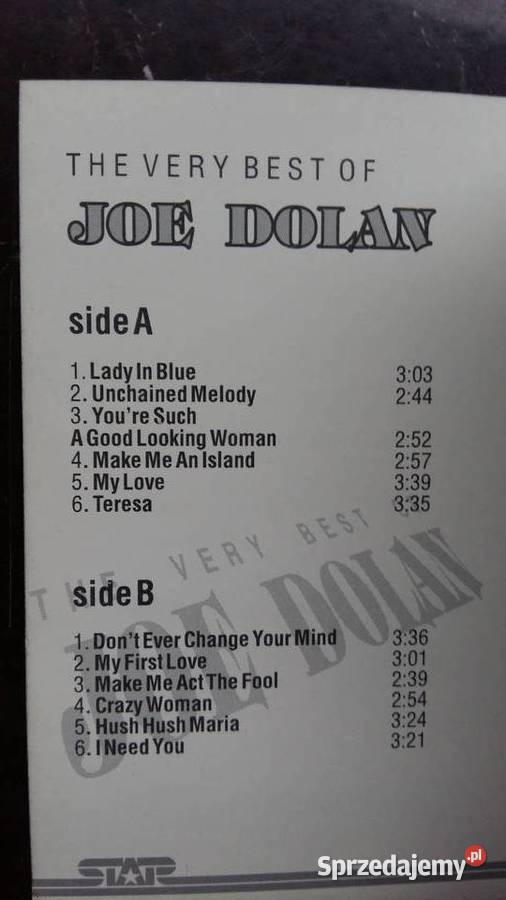 THE VERY BEST OF
JOE DOLAN
side A
1. Lady In Blue 3:03
2. Unchained Melody 2:44
3. You're Such
A Good Looking Woman 2:52
4. Make Me An Island 2:57
5. My Love 3:39
6. Teresa 3:35
THE VERY BEST O
JOE DOLAN
side B
1. Don't Ever Change Your Mind 3:36
2. My First Love 3:01
3. Make Me Act The Fool 2:39
4. Crazy Woman 2:54
5. Hush Hush Maria 3:24
6. I Need You 3:21
STAR
Sprzedajemy.pl